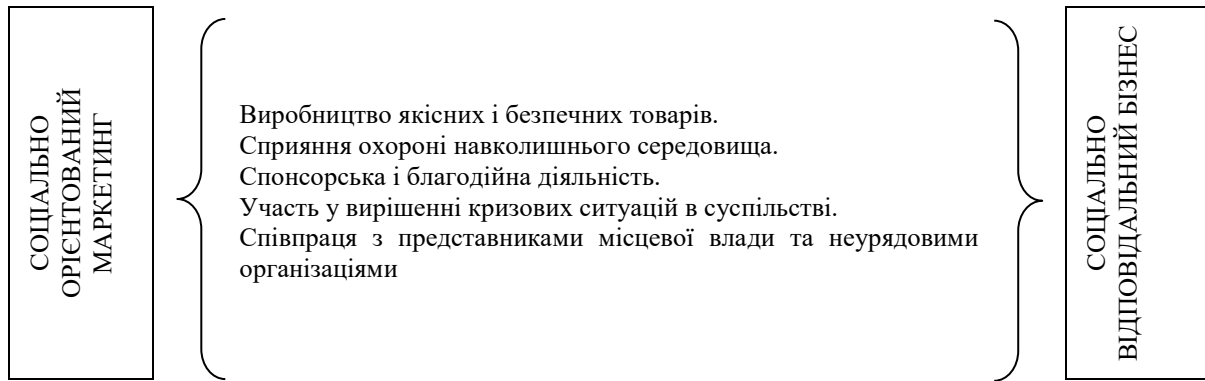 СОЦІАЛЬНО
ОРІЄНТОВАНИЙ
МАРКЕТИНГ
Виробництво якісних і безпечних товарів.
Сприяння охороні навколишнього середовища.
Спонсорська і благодійна діяльність.
Участь у вирішенні кризових ситуацій в суспільстві.
Співпраця з представниками місцевої влади та неурядовими
організаціями
СОЦІАЛЬНО
ВІДПОВІДАЛЬНИЙ БІЗНЕС